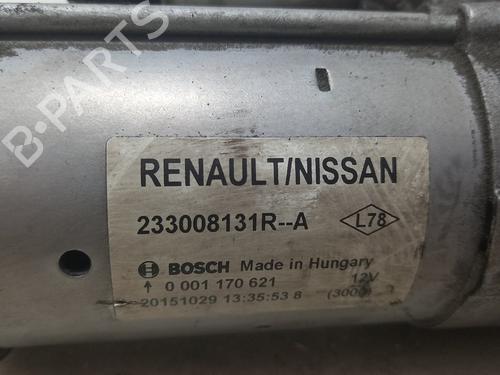 B-PARTS
RENAULT/NISSAN
233008131R--A
L78
BOSCH Made in Hungary
0 001 170 621 12V
20151029 13:35:53 8 (3000)